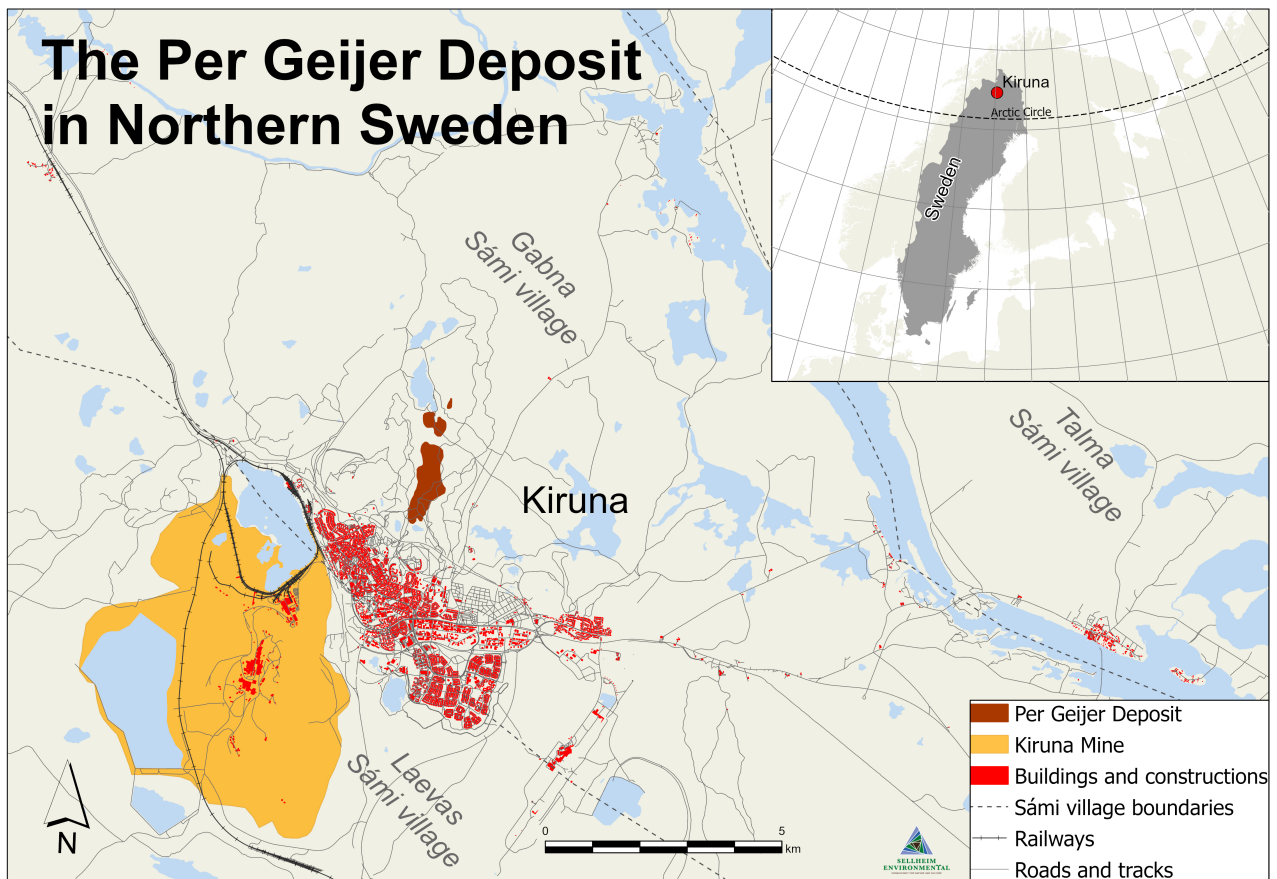 The Per Geijer Deposit
in Northern Sweden
Kiruna
Arctic Circle
Sweden
Gabna
Sámi village
Talma
Sámi village
Kiruna
Laevas
Sámi village
N
0 5
km
SELLHEIM
ENVIRONMENTAL
Per Geijer Deposit
Kiruna Mine
Buildings and constructions
Sámi village boundaries
Railways
Roads and tracks